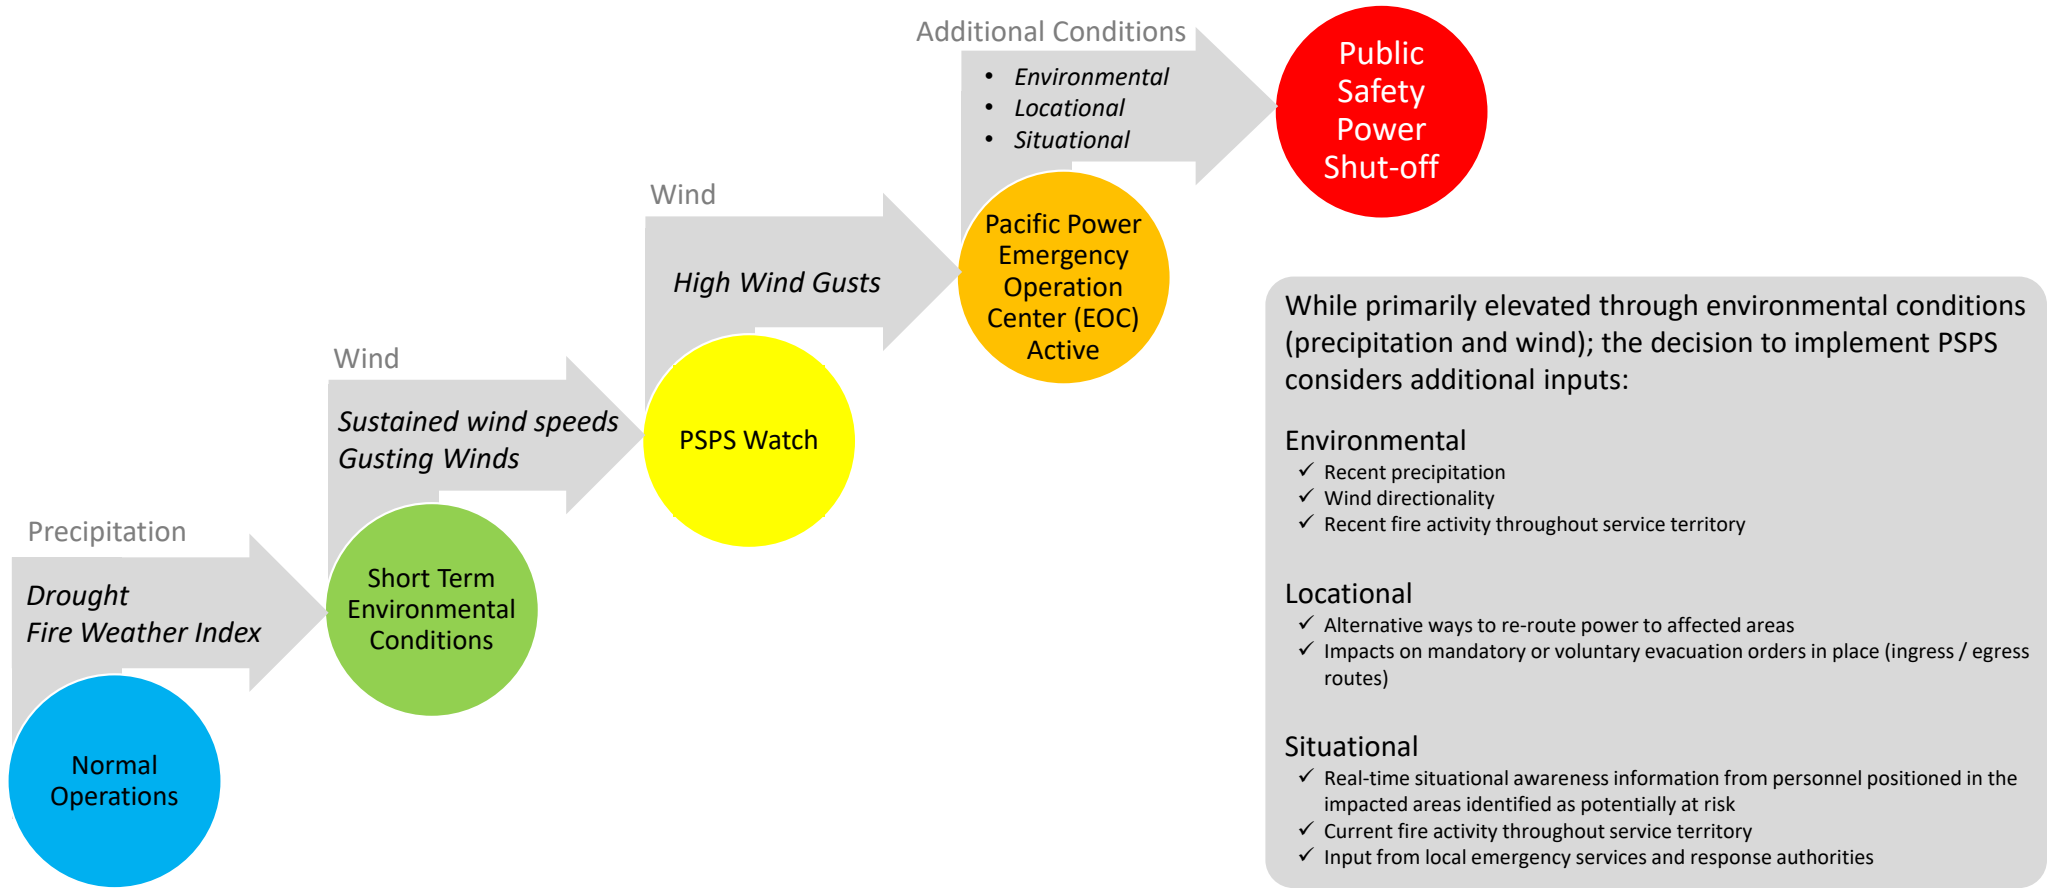 Precipitation
Drought
Fire Weather Index
Normal
Operations
Wind
Sustained wind speeds
Gusting Winds
Short Term
Environmental
Conditions
Wind
High Wind Gusts
PSPS Watch
Additional Conditions
• Environmental
• Locational
• Situational
Pacific Power
Emergency
Operation
Center (EOC)
Active
Public
Safety
Power
Shut-off
While primarily elevated through environmental conditions
(precipitation and wind); the decision to implement PSPS
considers additional inputs:
Environmental
✓ Recent precipitation
✓ Wind directionality
✓ Recent fire activity throughout service territory
Locational
✓ Alternative ways to re-route power to affected areas
✓ Impacts on mandatory or voluntary evacuation orders in place (ingress / egress
routes)
Situational
✓ Real-time situational awareness information from personnel positioned in the
impacted areas identified as potentially at risk
✓ Current fire activity throughout service territory
✓ Input from local emergency services and response authorities